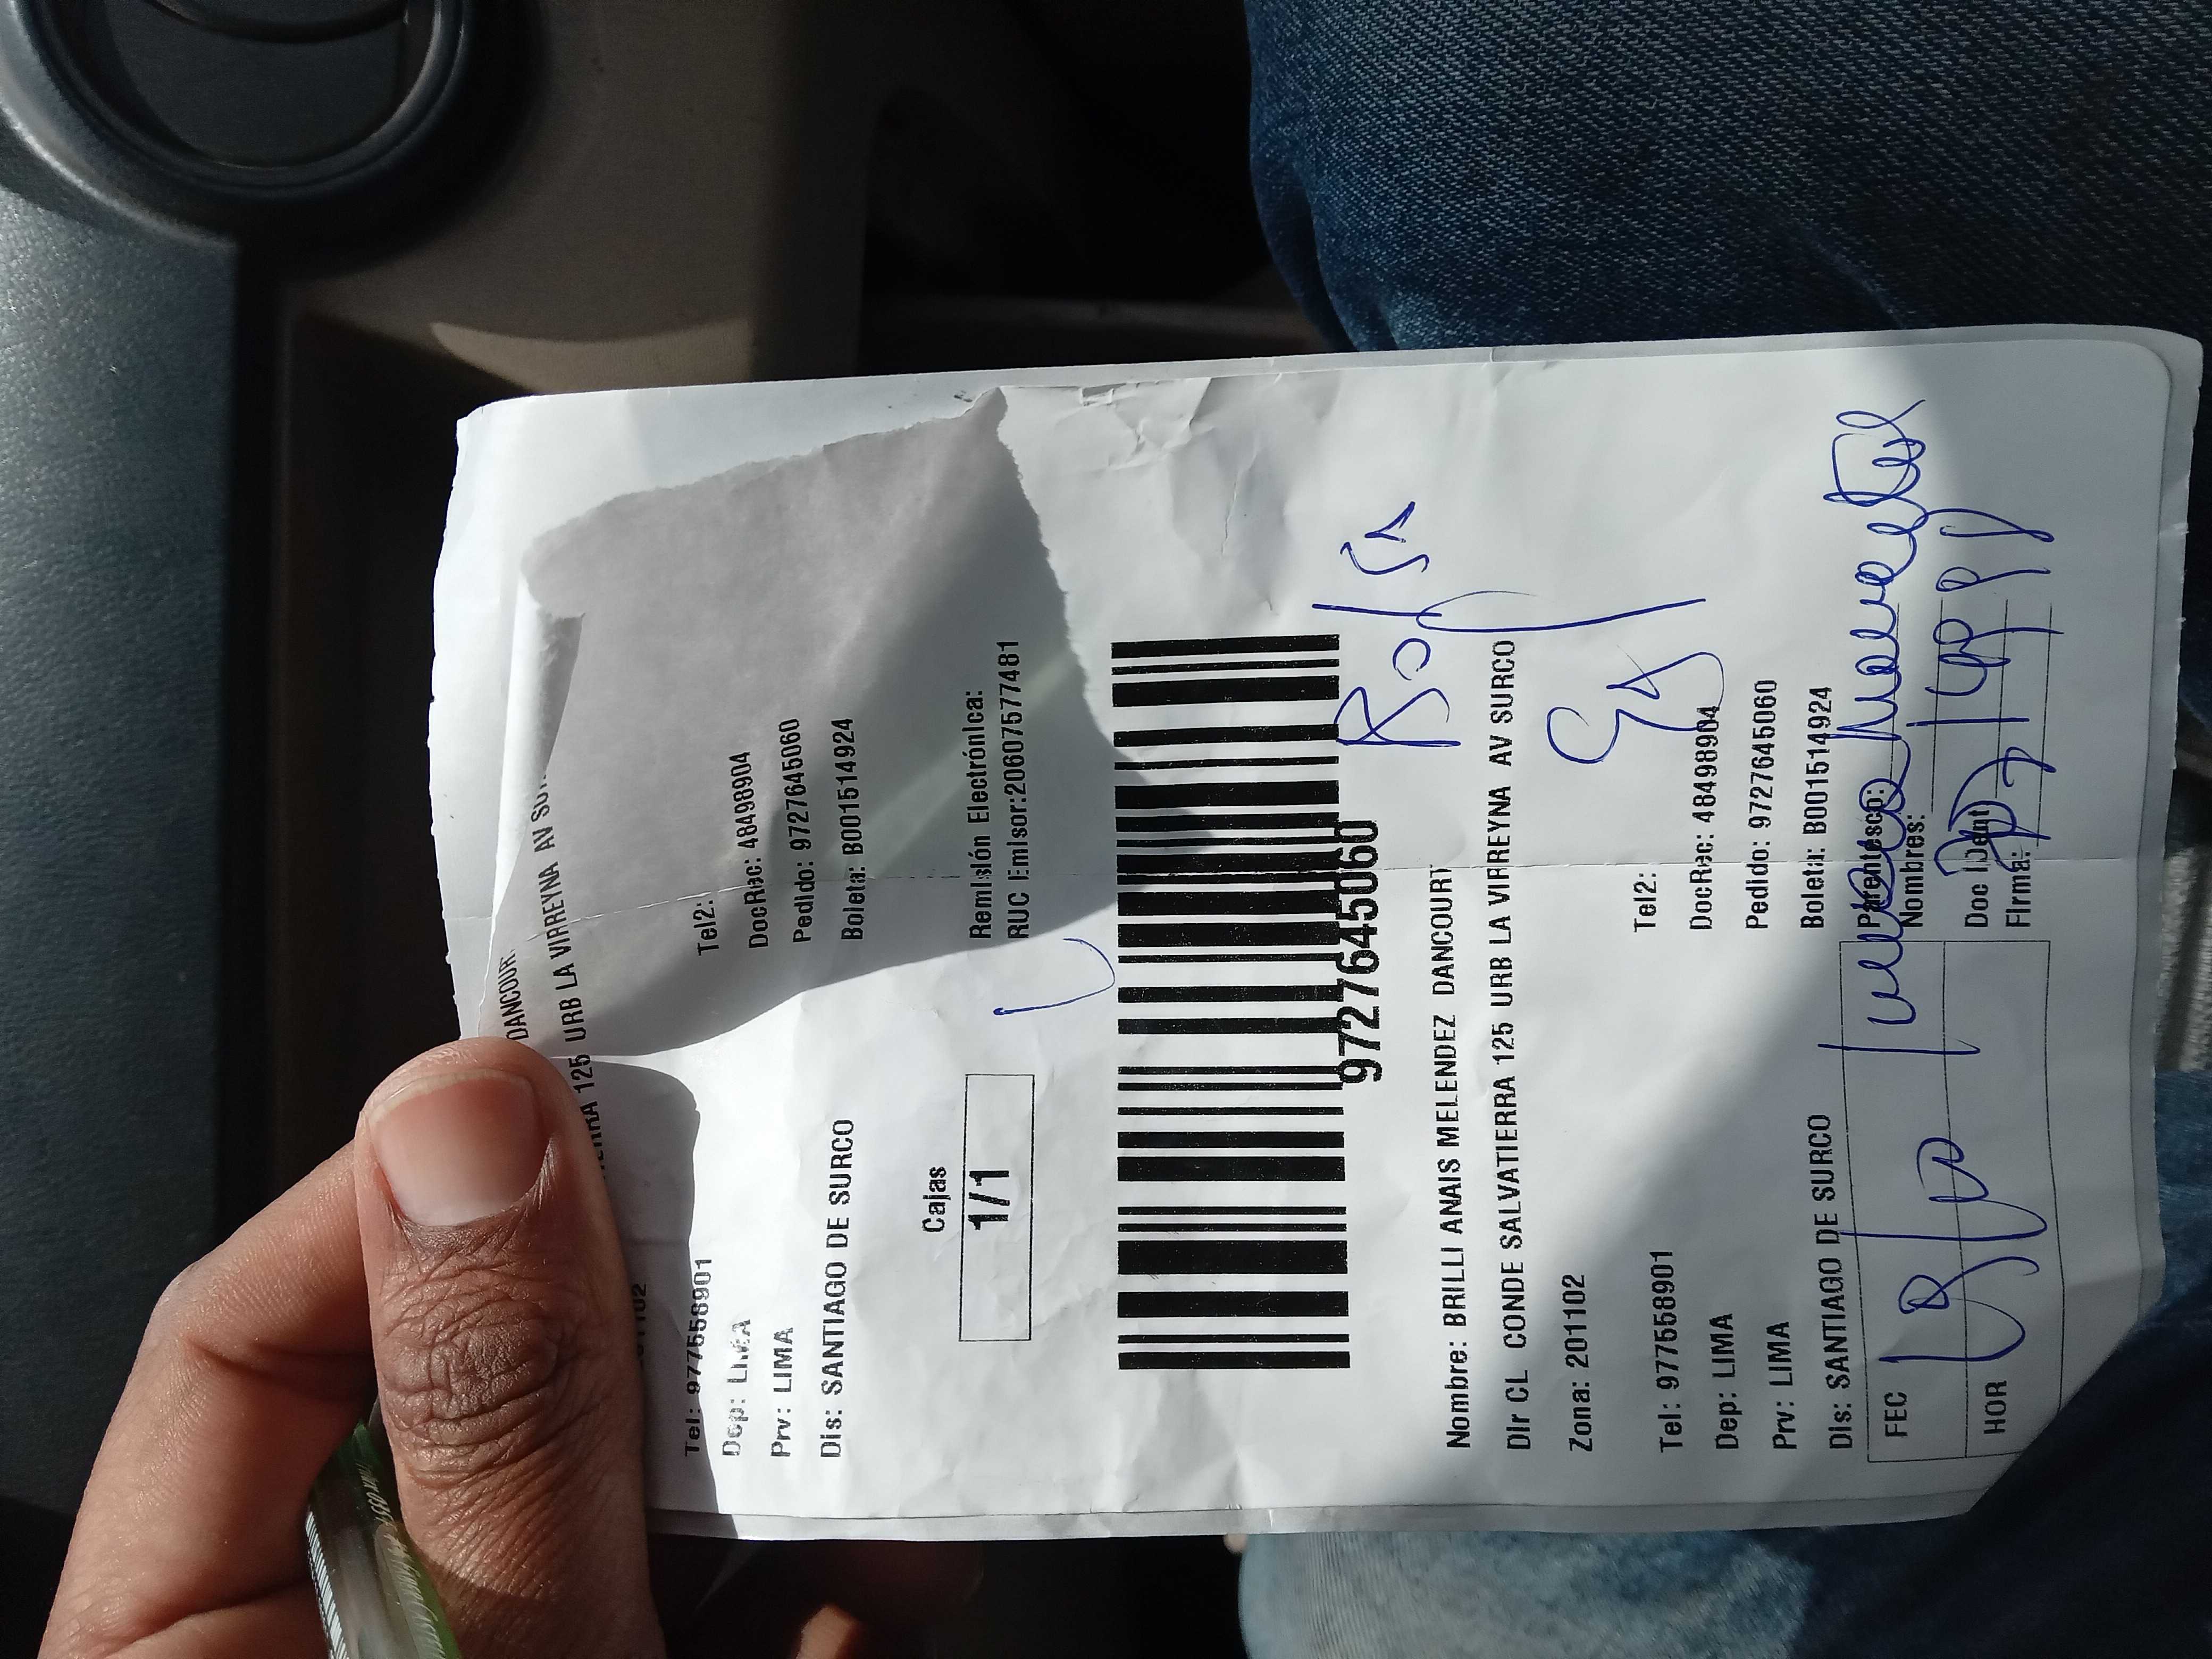 DANCOUR
TIERRA 125 URB LA VIRREYNA AV SU
Tel2:
Tel: 977558901
DocRec: 48498904
Dep: LIMA
Pedido: 9727645060
Prv: LIMA
Boleta: B001514924
Dis: SANTIAGO DE SURCO
Cajas
1/1
Remisión Electrónica:
RUC Emisor:20607577481
9727645060
Nombre: BRILLI ANAIS MELENDEZ DANCOURT
Dir CL CONDE SALVATIERRA 125 URB LA VIRREYNA AV SURCO
Zona: 201102
Tel2:
Tel: 977558901
DocRec: 48498904
Dep: LIMA
Pedido: 9727645060
Prv: LIMA
Boleta: B001514924
Dis: SANTIAGO DE SURCO
Parentesco:
FEC
Nombres:
HOR
Doc Ident
Firma: